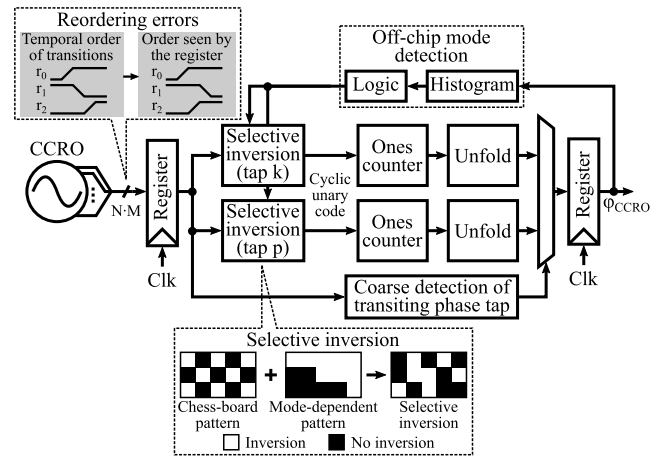 Reordering errors
Temporal order
of transitions
Order seen by
the register
r0
r1
r2
r0
r1
r2
Off-chip mode
detection
Logic
Histogram
CCRO
N·M
Register
Clk
Selective
inversion
(tap k)
Ones
counter
Unfold
Cyclic
unary
code
Selective
inversion
(tap p)
Ones
counter
Unfold
Coarse detection of
transiting phase tap
Register
Clk
φCCRO
Selective inversion
+
Chess-board
pattern
Mode-dependent
pattern
Selective
inversion
Inversion
No inversion